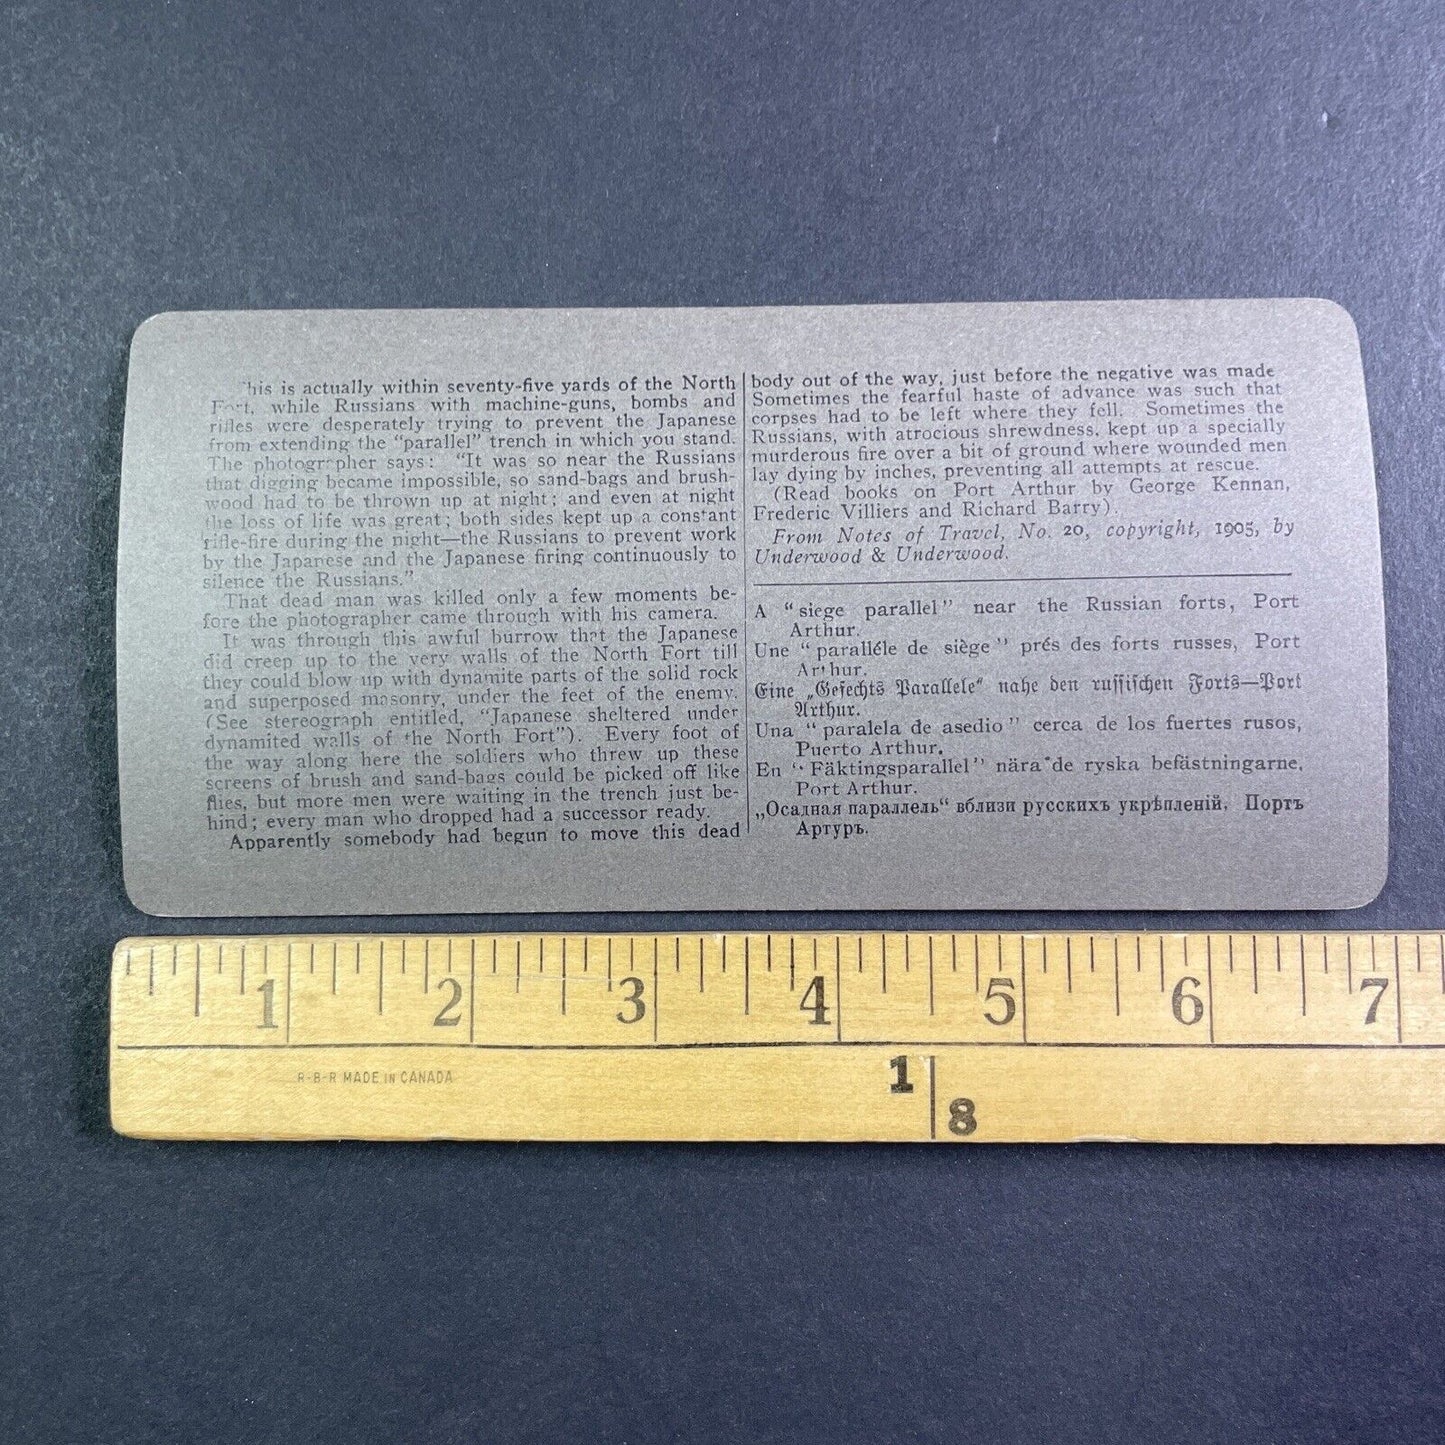 This is actually within seventy-five yards of the North
Fort, while Russians with machine-guns, bombs and
rifles were desperately trying to prevent the Japanese
from extending the "parallel" trench in which you stand.
The photographer says: "It was so near the Russians
that digging became impossible, so sand-bags and brush-
wood had to be thrown up at night; and even at night
the loss of life was great; both sides kept up a constant
rifle-fire during the night—the Russians to prevent work
by the Japanese and the Japanese firing continuously to
silence the Russians."
That dead man was killed only a few moments be-
fore the photographer came through with his camera.
It was through this awful burrow that the Japanese
did creep up to the very walls of the North Fort till
they could blow up with dynamite parts of the solid rock
and superposed masonry, under the feet of the enemy.
(See stereograph entitled, "Japanese sheltered under
dynamited walls of the North Fort"). Every foot of
the way along here the soldiers who threw up these
screens of brush and sand-bags could be picked off like
flies, but more men were waiting in the trench just be-
hind; every man who dropped had a successor ready.
Apparently somebody had begun to move this dead
body out of the way, just before the negative was made
Sometimes the fearful haste of advance was such that
corpses had to be left where they fell. Sometimes the
Russians, with atrocious shrewdness, kept up a specially
murderous fire over a bit of ground where wounded men
lay dying by inches, preventing all attempts at rescue.
(Read books on Port Arthur by George Kennan,
Frederic Villiers and Richard Barry).
From Notes of Travel, No. 20, copyright, 1905, by
Underwood & Underwood.
A "siege parallel" near the Russian forts, Port
Arthur.
Une "paralléle de siège" prés des forts russes, Port
Arthur.
Eine „Gefechts Parallele" nahe den russischen Forts—Port
Arthur.
Una "paralela de asedio" cerca de los fuertes rusos,
Puerto Arthur.
En "Fäktingsparallel" nära de ryska befästningarne,
Port Arthur.
„Осадная параллель" вблизи русскихъ укрѣпленій, Портъ
Артуръ.
1 2 3 4 5 6 7
R-B-R MADE IN CANADA
1
8